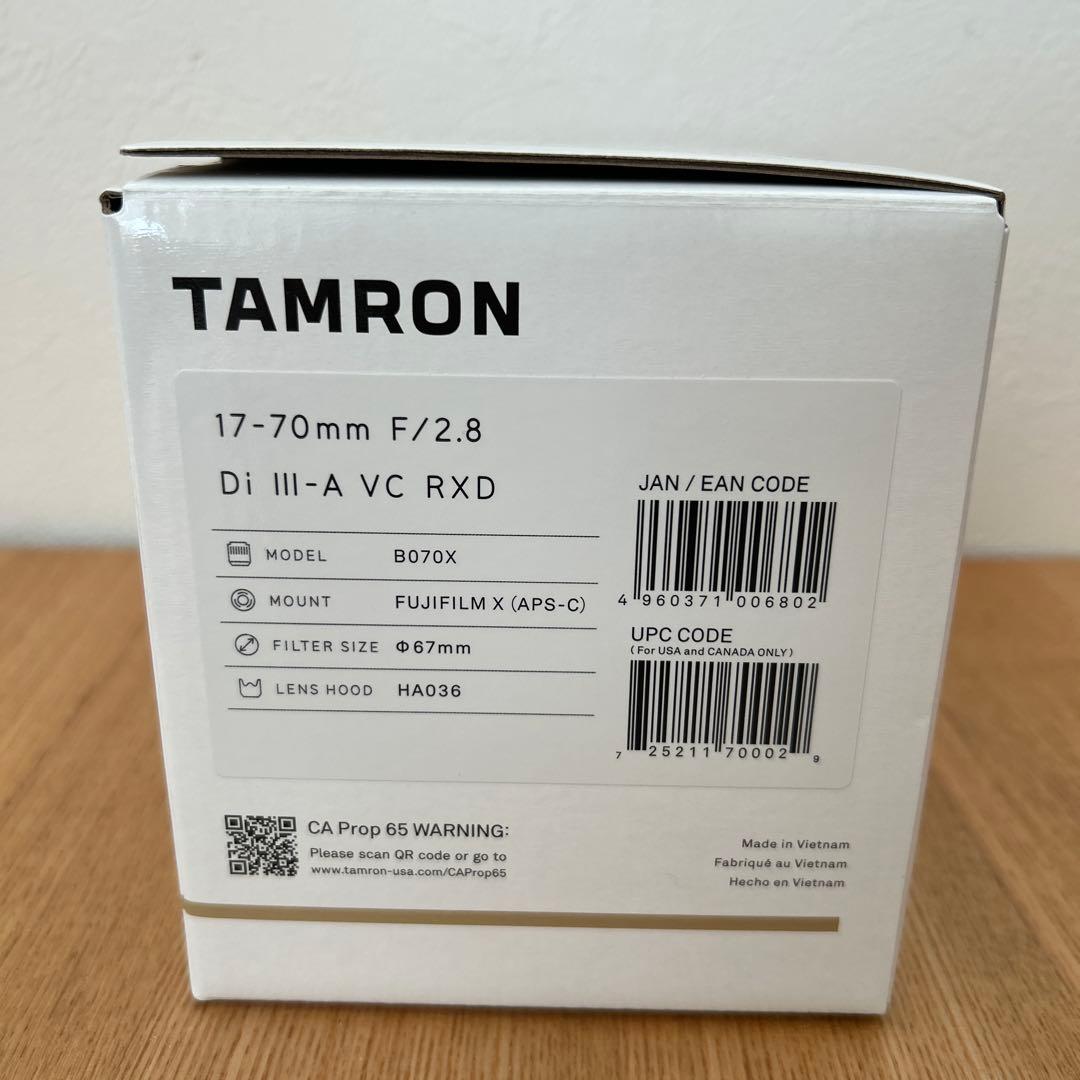 TAMRON
17-70mm F/2.8
Di III-A VC RXD
MODEL B070X
MOUNT FUJIFILM X (APS-C)
FILTER SIZE Φ67mm
LENS HOOD HA036
JAN / EAN CODE
4 960371 006802
UPC CODE
(For USA and CANADA ONLY)
7 25211 70002 9
CA Prop 65 WARNING:
Please scan QR code or go to
www.tamron-usa.com/CAProp65
Made in Vietnam
Fabriqué au Vietnam
Hecho en Vietnam